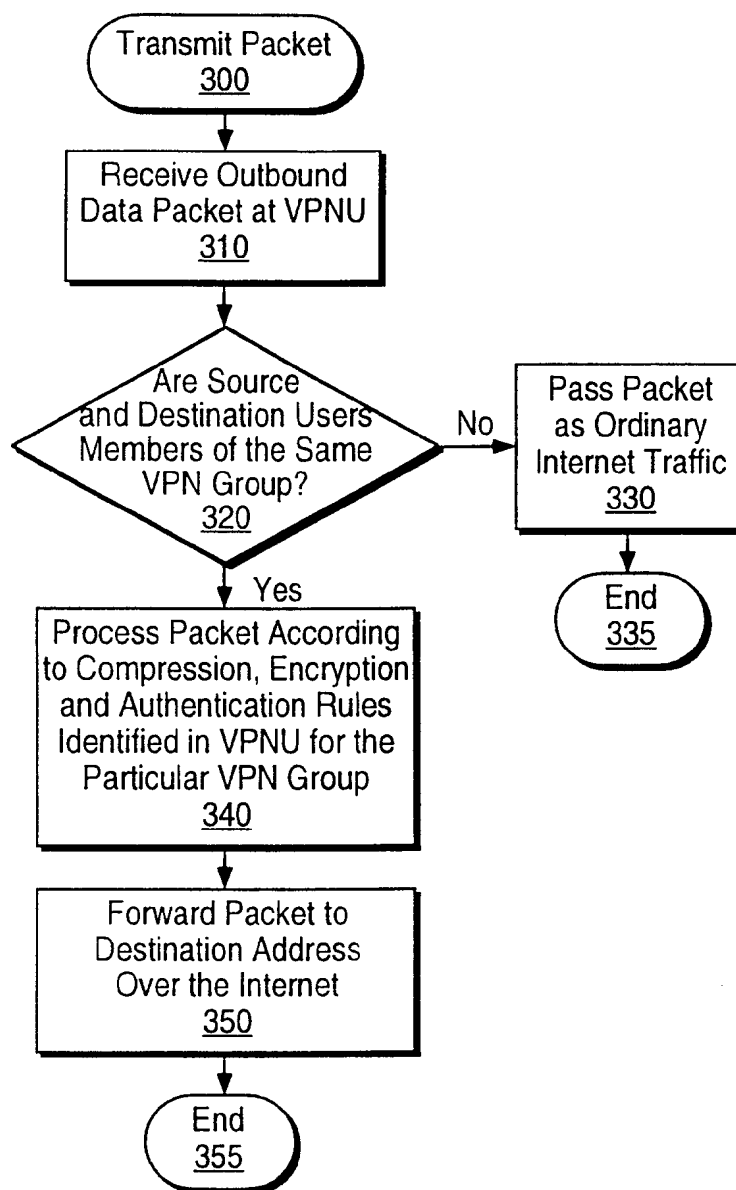 Transmit Packet
300
Receive Outbound
Data Packet at VPNU
310
Are Source
and Destination Users
Members of the Same
VPN Group?
320
No
Pass Packet
as Ordinary
Internet Traffic
330
End
335
Yes
Process Packet According
to Compression, Encryption
and Authentication Rules
Identified in VPNU for the
Particular VPN Group
340
Forward Packet to
Destination Address
Over the Internet
350
End
355